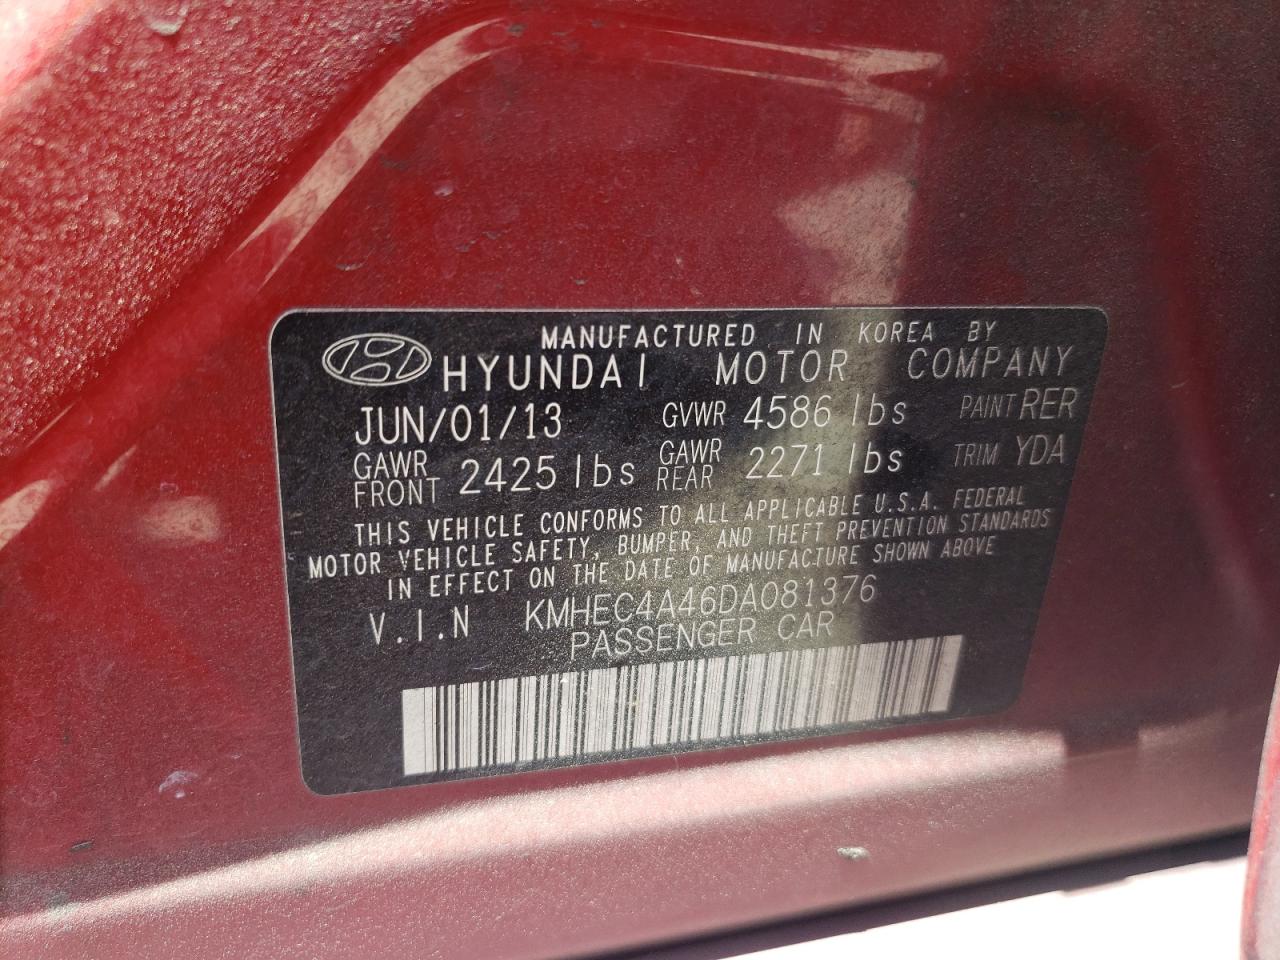 MANUFACTURED IN KOREA BY
HYUNDAI MOTOR COMPANY
JUN/01/13 GVWR 4586 lbs PAINT RER
GAWR FRONT 2425 lbs GAWR REAR 2271 lbs TRIM YDA
THIS VEHICLE CONFORMS TO ALL APPLICABLE U.S.A. FEDERAL
MOTOR VEHICLE SAFETY, BUMPER, AND THEFT PREVENTION STANDARDS
IN EFFECT ON THE DATE OF MANUFACTURE SHOWN ABOVE
V.I.N KMHEC4A46DA081376
PASSENGER CAR